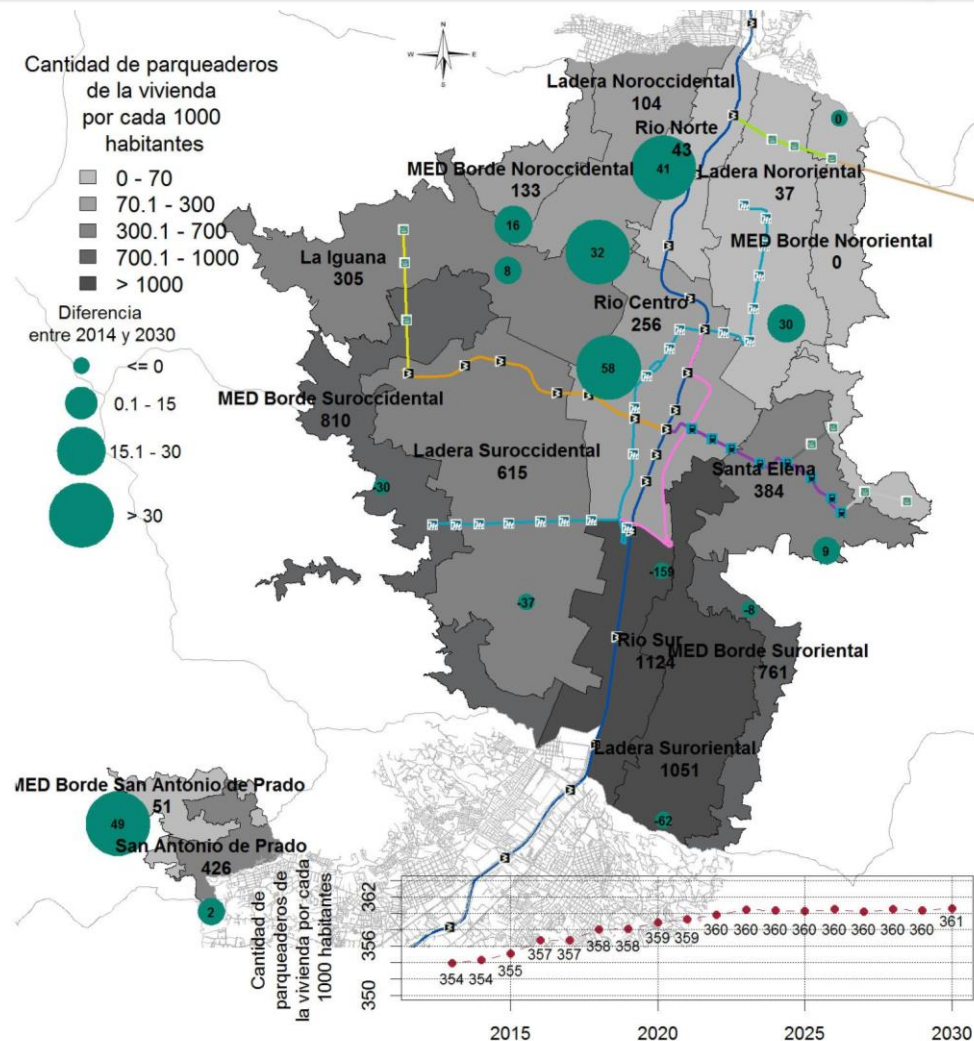 N
W
E
S
Cantidad de parqueaderos
de la vivienda
por cada 1000
habitantes
0 - 70
70.1 - 300
300.1 - 700
700.1 - 1000
> 1000
Diferencia
entre 2014 y 2030
<= 0
0.1 - 15
15.1 - 30
> 30
Ladera Noroccidental
104
Rio Norte
43
41
0
MED Borde Noroccidental
133
Ladera Nororiental
37
16
32
8
La Iguana
305
MED Borde Nororiental
0
Rio Centro
256
30
58
MED Borde Suroccidental
810
Ladera Suroccidental
615
Santa Elena
384
-30
9
-159
-37
-8
Rio Sur
1124
MED Borde Suroriental
761
Ladera Suroriental
1051
-62
MED Borde San Antonio de Prado
51
49
San Antonio de Prado
426
2
Cantidad de
parqueaderos de
la vivienda por cada
1000 habitantes
362
356
350
354
354
355
357
357
358
358
359
359
360
360
360
360
360
360
360
360
361
2015
2020
2025
2030